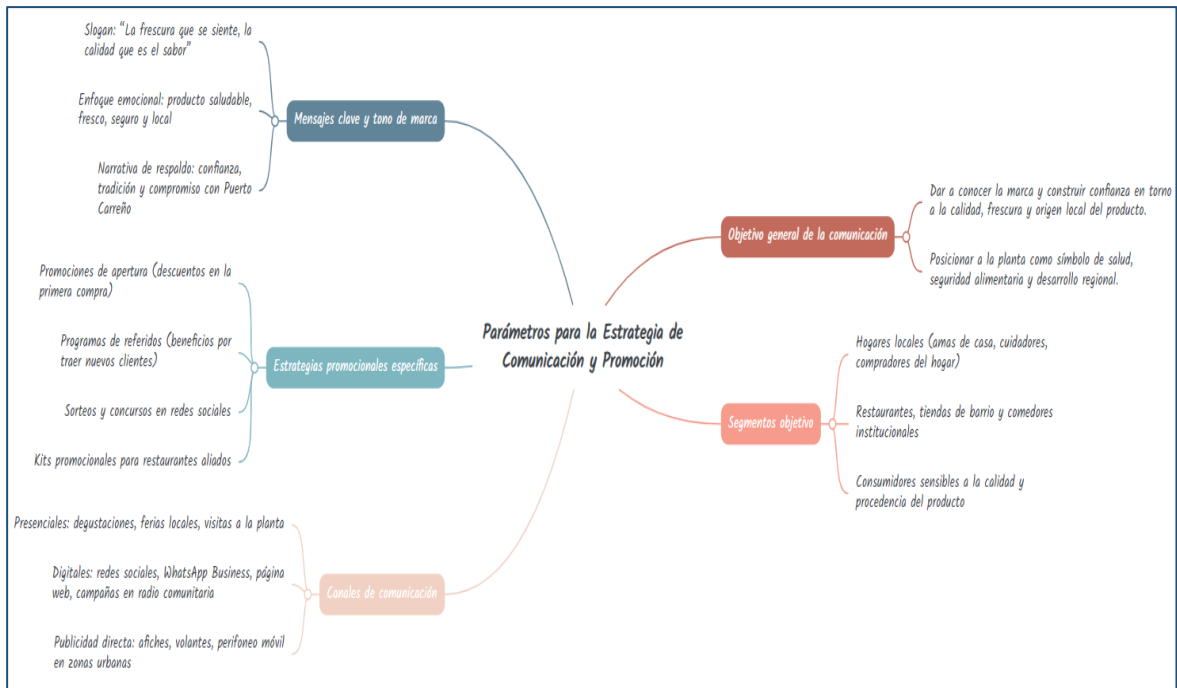 Slogan: “La frescura que se siente, la
calidad que es el sabor”
Enfoque emocional: producto saludable,
fresco, seguro y local
Narrativa de respaldo: confianza,
tradición y compromiso con Puerto
Carreño
Mensajes clave y tono de marca
Promociones de apertura (descuentos en la
primera compra)
Programas de referidos (beneficios por
traer nuevos clientes)
Sorteos y concursos en redes sociales
Kits promocionales para restaurantes aliados
Estrategias promocionales específicas
Presenciales: degustaciones, ferias locales, visitas a la planta
Digitales: redes sociales, WhatsApp Business, página
web, campañas en radio comunitaria
Publicidad directa: afiches, volantes, perifoneo móvil
en zonas urbanas
Canales de comunicación
Parámetros para la Estrategia de
Comunicación y Promoción
Objetivo general de la comunicación
Dar a conocer la marca y construir confianza en torno
a la calidad, frescura y origen local del producto.
Posicionar a la planta como símbolo de salud,
seguridad alimentaria y desarrollo regional.
Segmentos objetivo
Hogares locales (amas de casa, cuidadores,
compradores del hogar)
Restaurantes, tiendas de barrio y comedores
institucionales
Consumidores sensibles a la calidad y
procedencia del producto